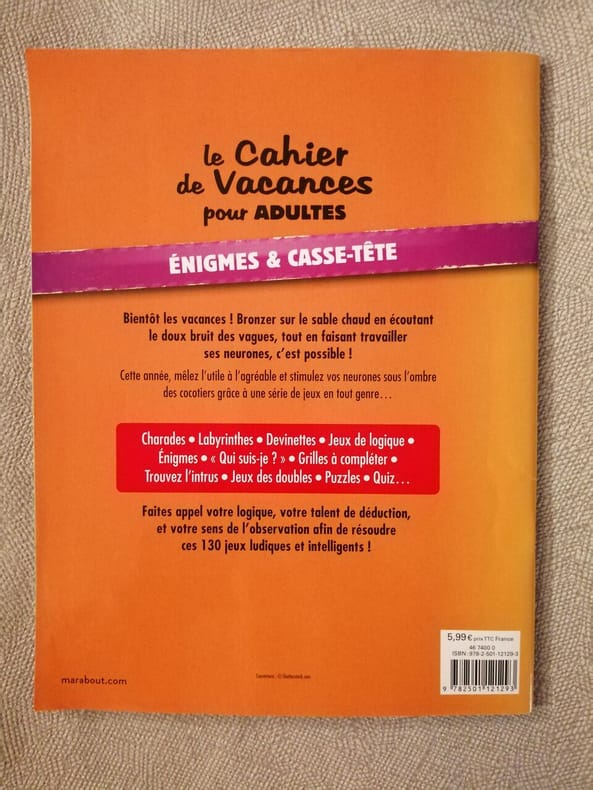 le Cahier
de Vacances
pour ADULTES
ÉNIGMES & CASSE-TÊTE
Bientôt les vacances ! Bronzer sur le sable chaud en écoutant
le doux bruit des vagues, tout en faisant travailler
ses neurones, c'est possible !
Cette année, mêlez l'utile à l'agréable et stimulez vos neurones sous l'ombre
des cocotiers grâce à une série de jeux en tout genre...
Charades • Labyrinthes • Devinettes • Jeux de logique •
Énigmes • « Qui suis-je ? » • Grilles à compléter •
Trouvez l'intrus • Jeux des doubles • Puzzles • Quiz...
Faites appel votre logique, votre talent de déduction,
et votre sens de l'observation afin de résoudre
ces 130 jeux ludiques et intelligents !
5,99 € prix TTC France
46 7400 0
ISBN : 978-2-501-12129-3
9 782501 121293
marabout.com
Couverture : © Shutterstock.com